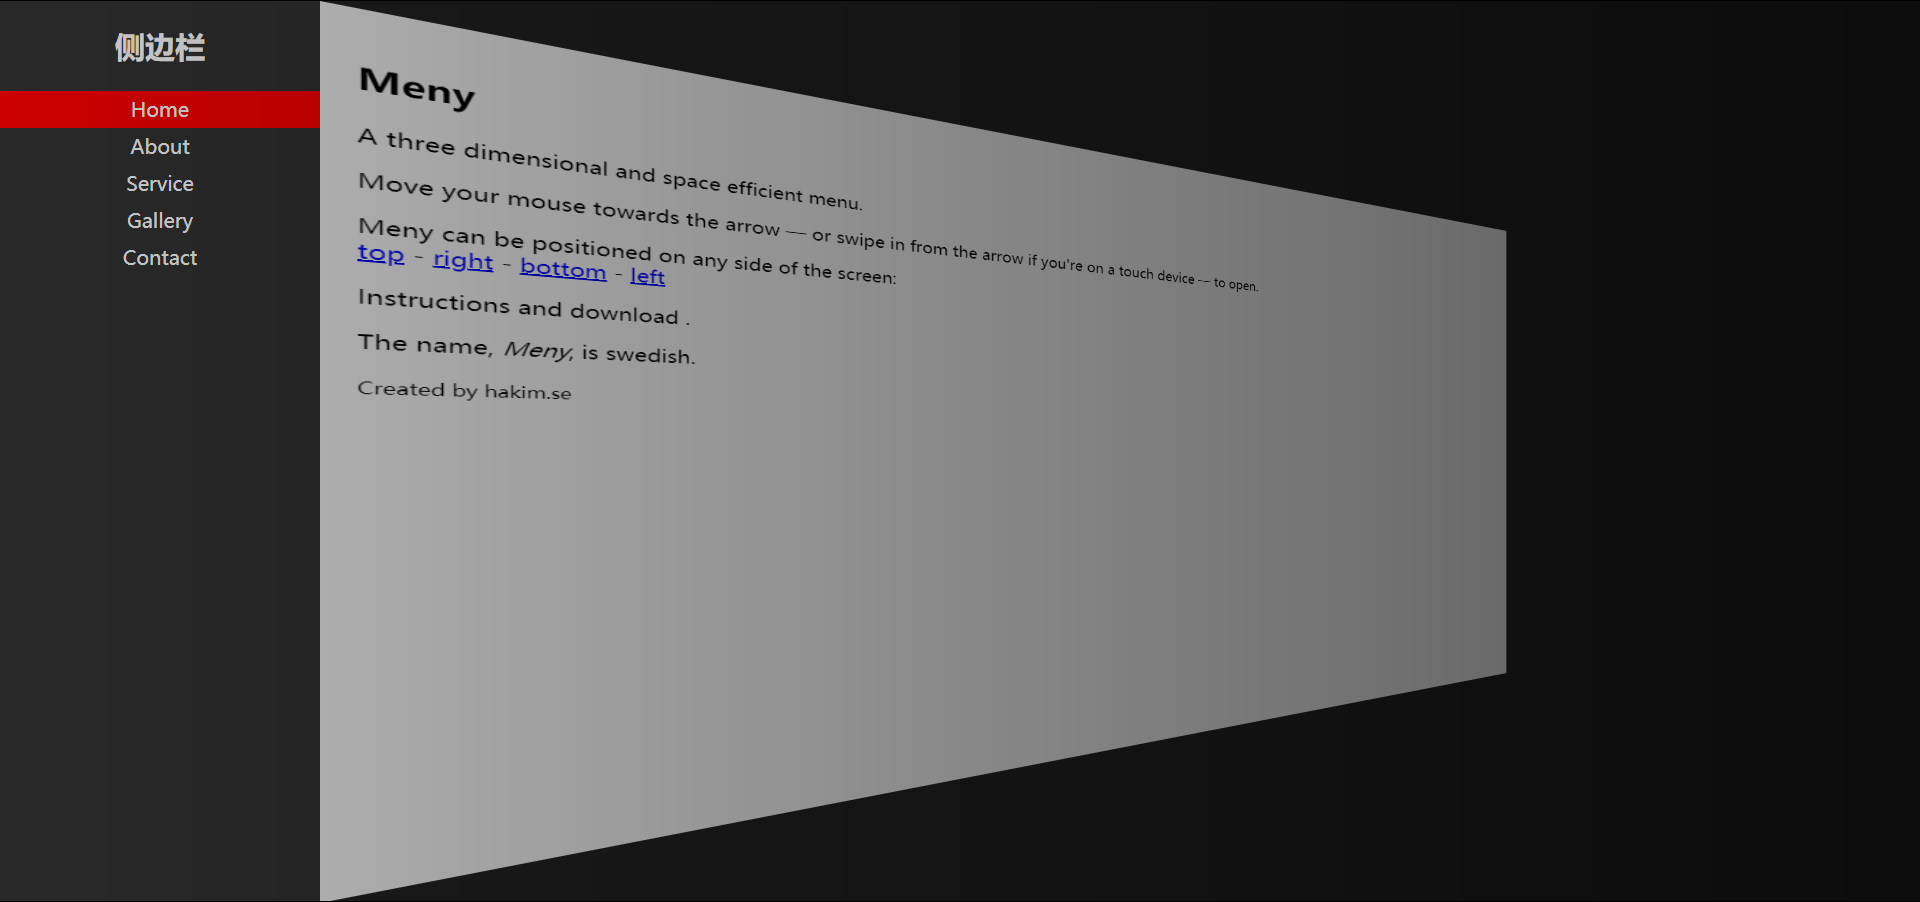 侧边栏
Home
About
Service
Gallery
Contact
Meny
A three dimensional and space efficient menu.
Move your mouse towards the arrow — or swipe in from the arrow if you're on a touch device — to open.
Meny can be positioned on any side of the screen:
top - right - bottom - left
Instructions and download .
The name, Meny, is swedish.
Created by hakim.se